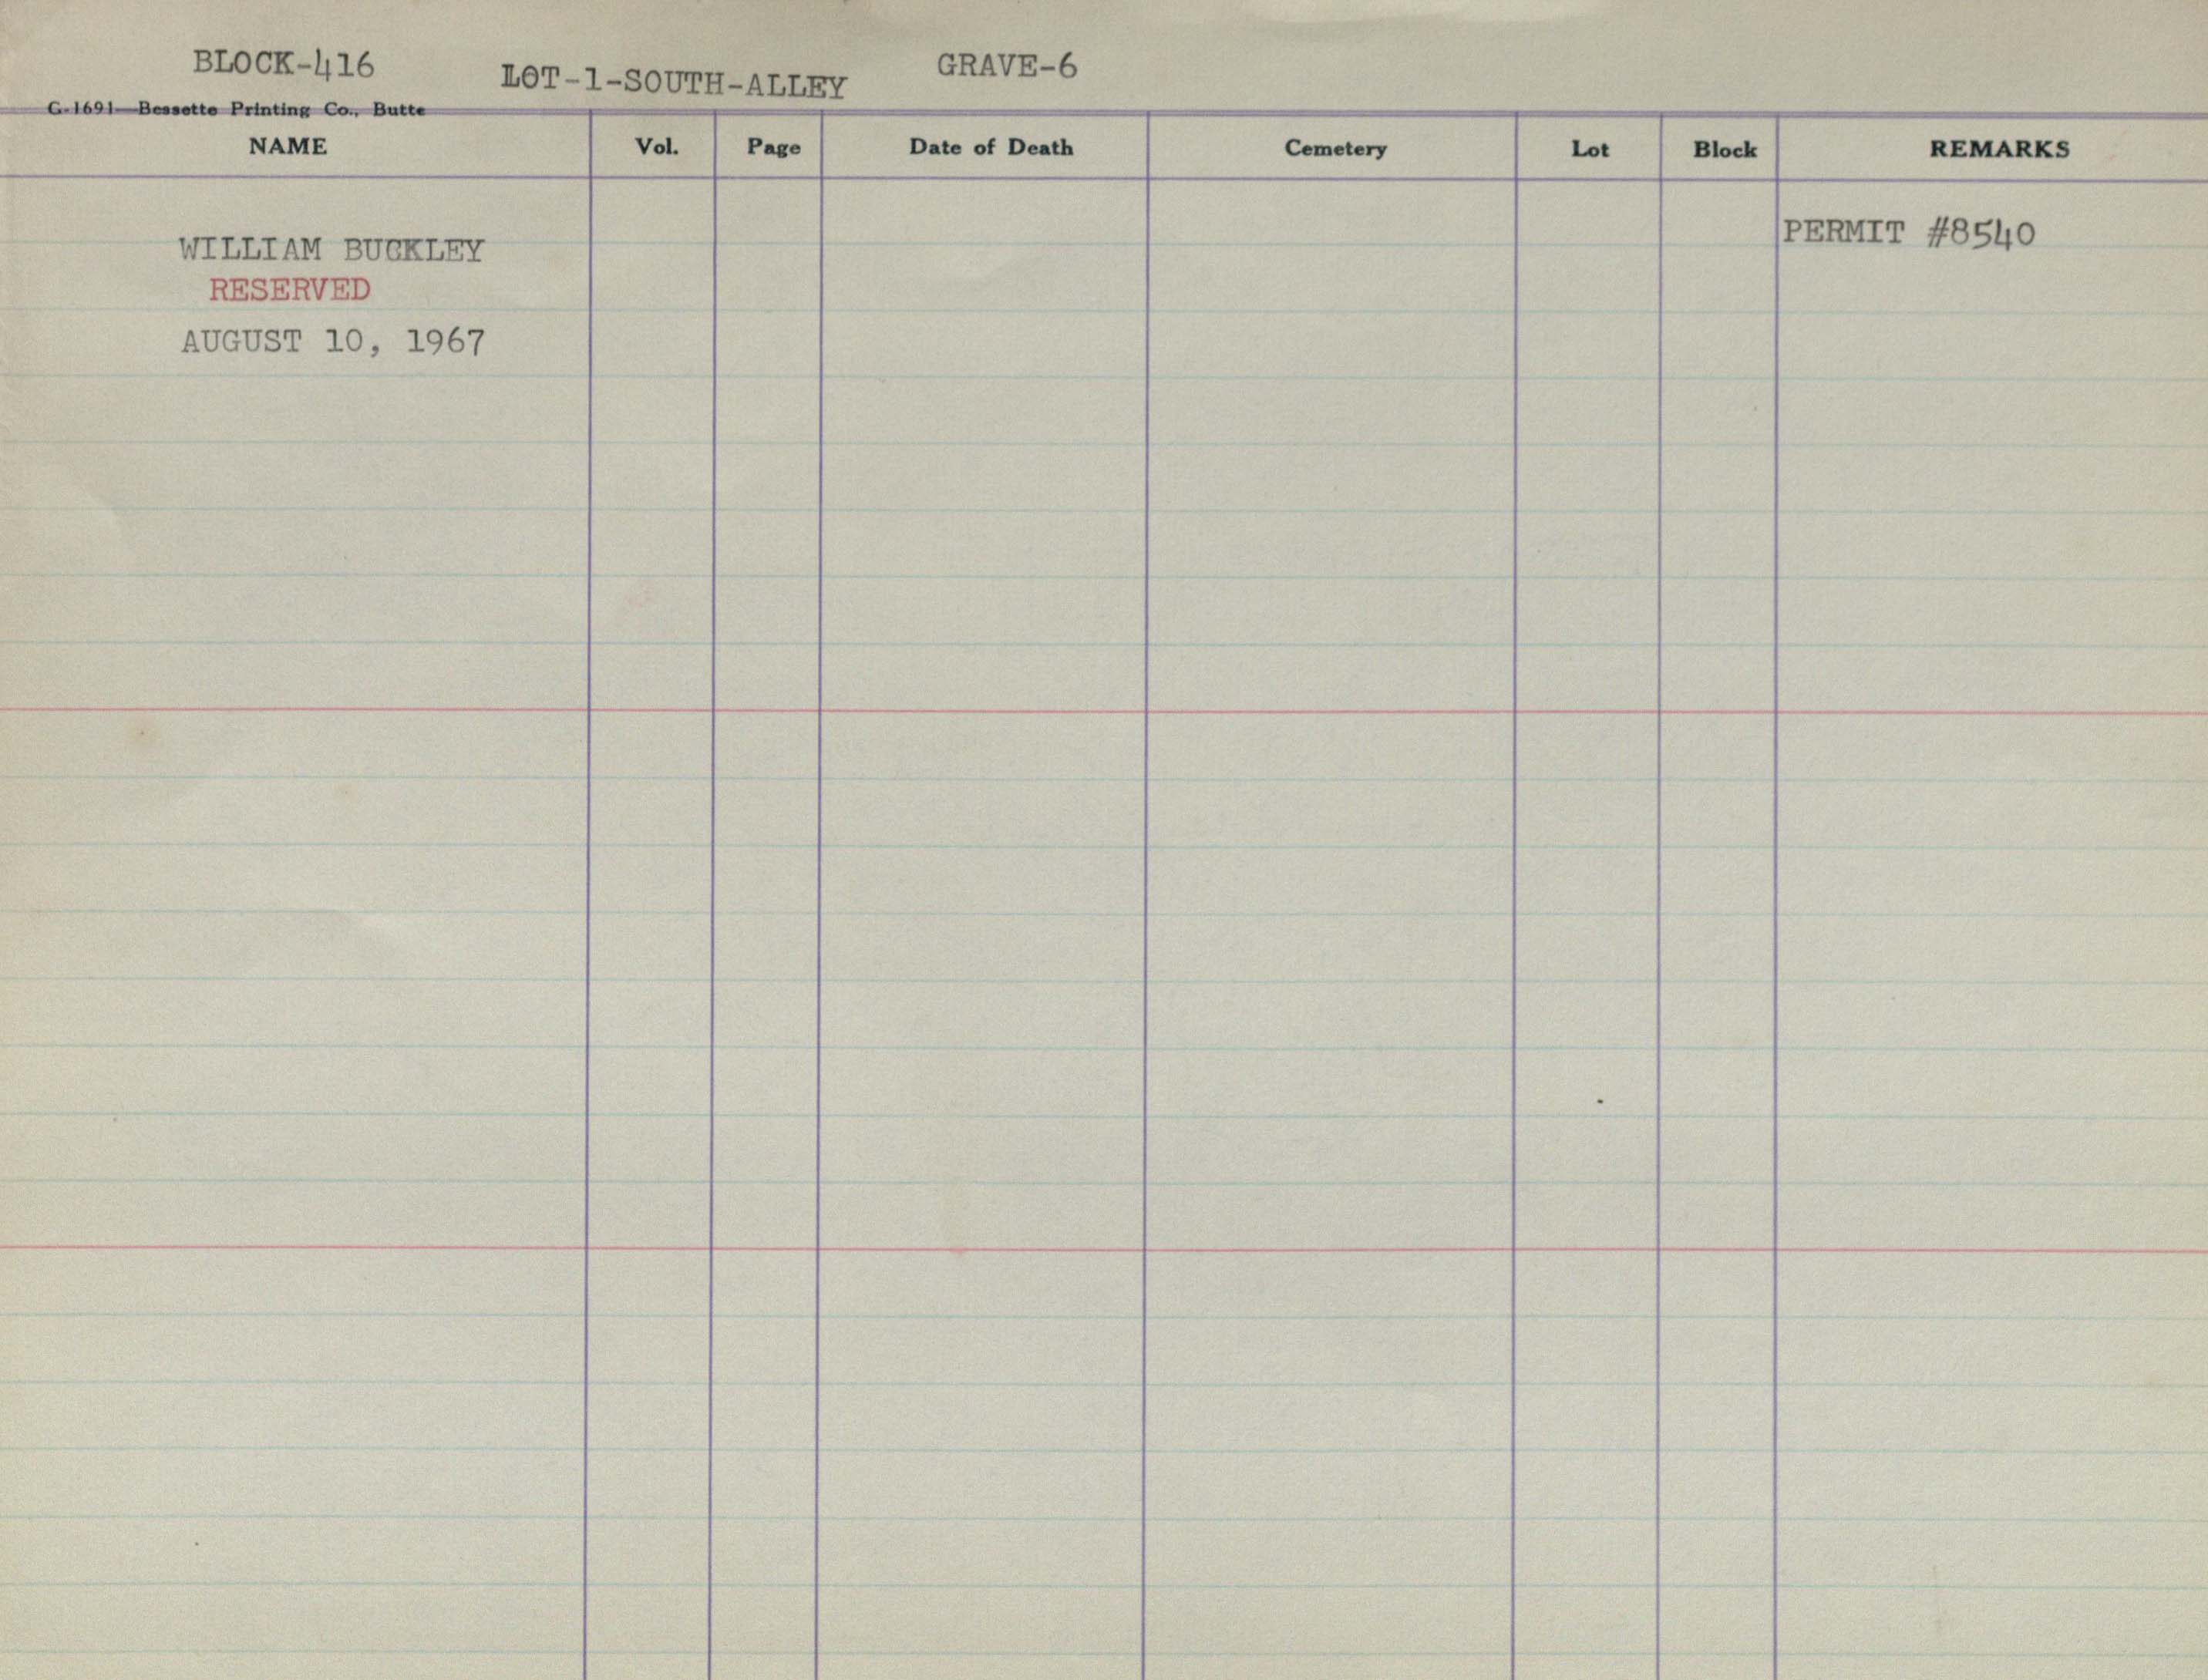 BLOCK-416 LOT-1-SOUTH-ALLEY GRAVE-6
G-1691—Bessette Printing Co., Butte
NAME Vol. Page Date of Death Cemetery Lot Block REMARKS
PERMIT #8540
WILLIAM BUCKLEY
RESERVED
AUGUST 10, 1967